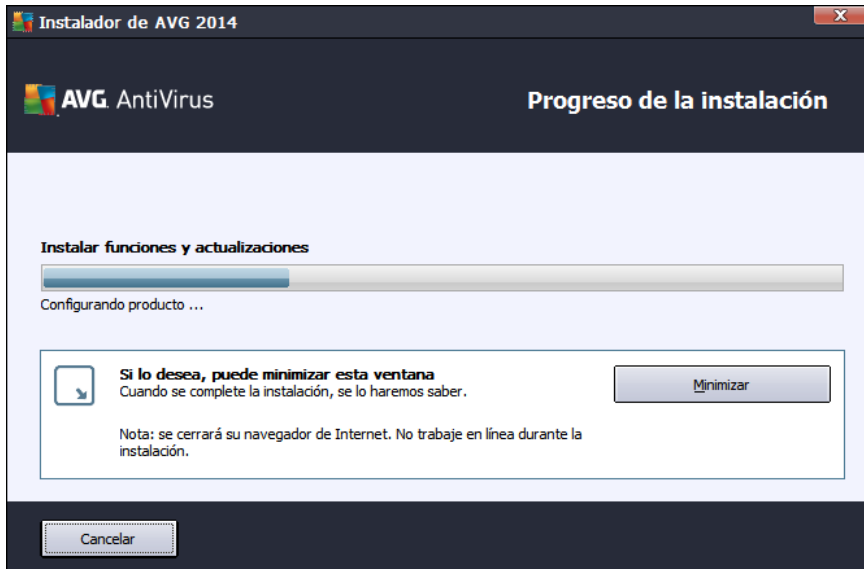 Instalador de AVG 2014
AVG. AntiVirus
Progreso de la instalación
Instalar funciones y actualizaciones
Configurando producto ...
Si lo desea, puede minimizar esta ventana
Cuando se complete la instalación, se lo haremos saber.
Minimizar
Nota: se cerrará su navegador de Internet. No trabaje en línea durante la
instalación.
Cancelar